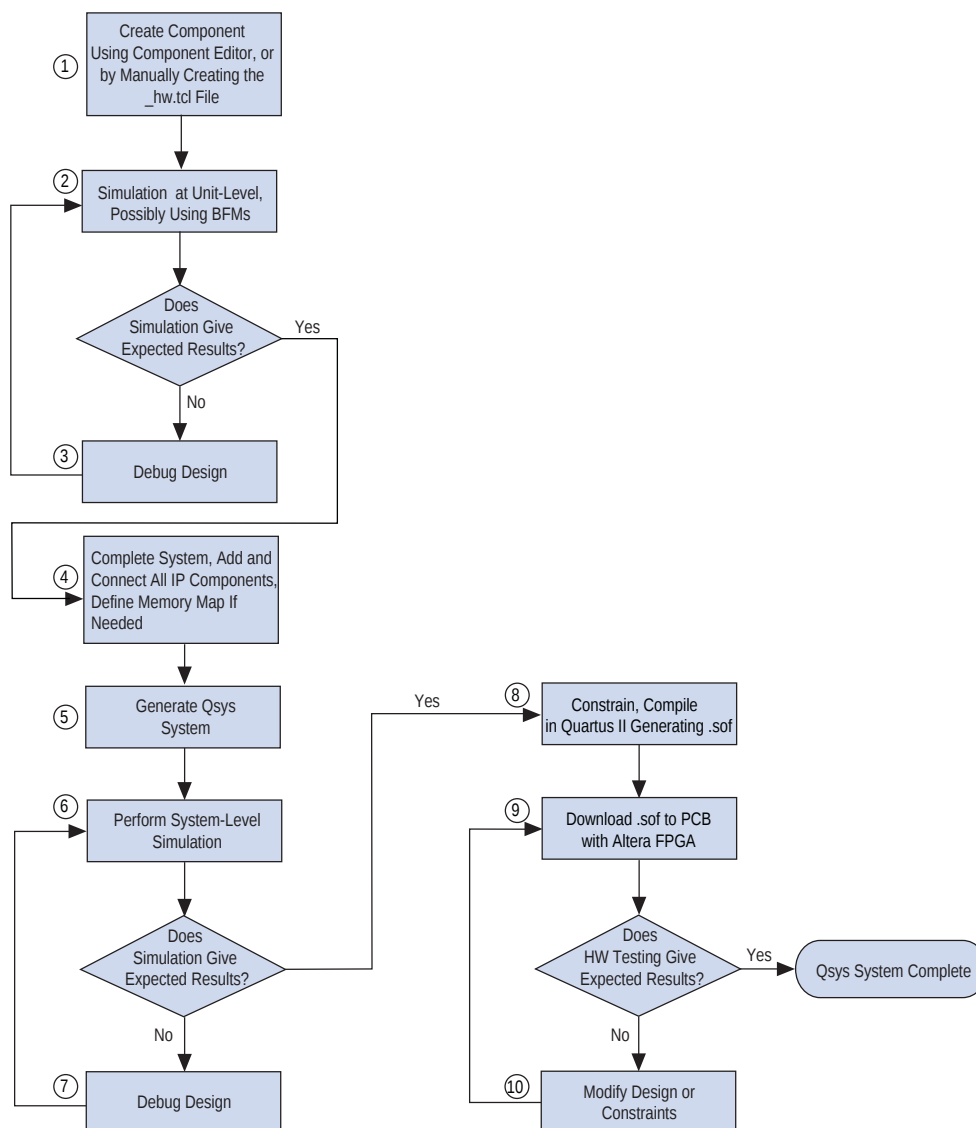 1
Create Component
Using Component Editor, or
by Manually Creating the
_hw.tcl File
2
Simulation at Unit-Level,
Possibly Using BFMs
Does
Simulation Give
Expected Results?
Yes
No
3
Debug Design
4
Complete System, Add and
Connect All IP Components,
Define Memory Map If
Needed
5
Generate Qsys
System
6
Perform System-Level
Simulation
Does
Simulation Give
Expected Results?
Yes
No
7
Debug Design
8
Constrain, Compile
in Quartus II Generating .sof
9
Download .sof to PCB
with Altera FPGA
Does
HW Testing Give
Expected Results?
Yes
Qsys System Complete
No
10
Modify Design or
Constraints